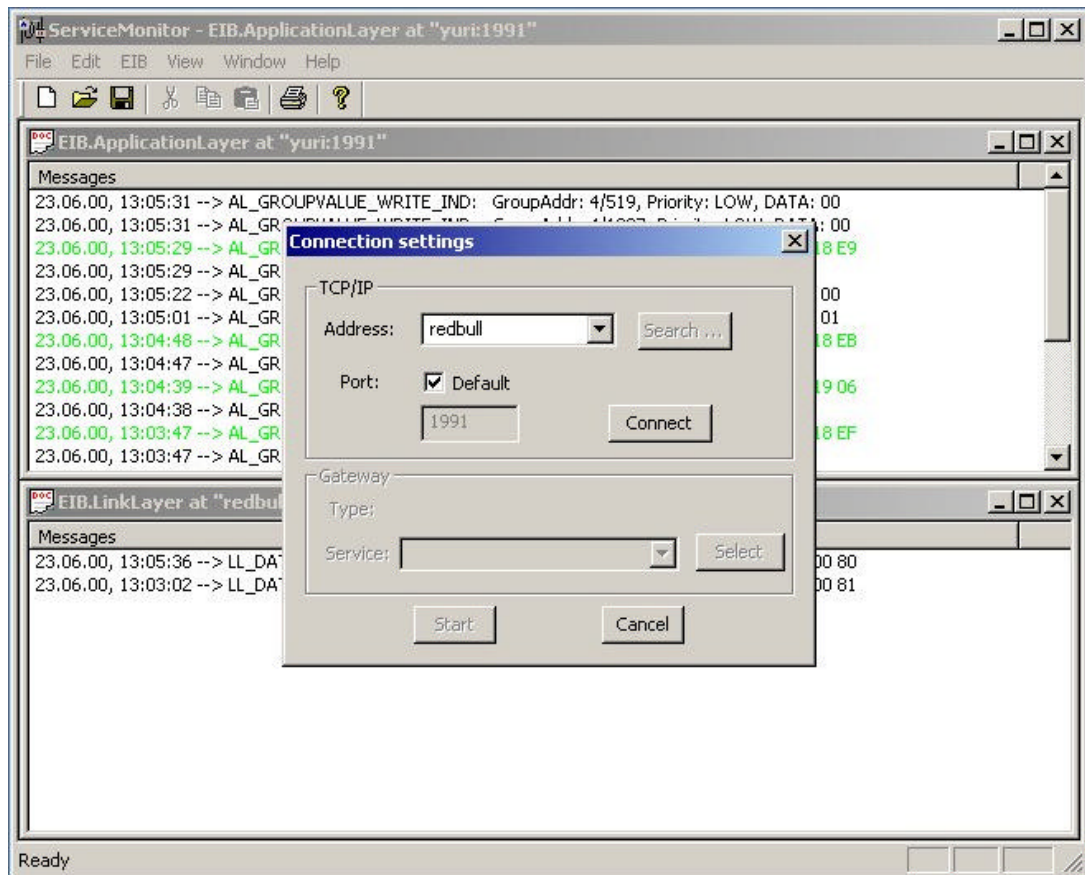 ServiceMonitor - EIB.ApplicationLayer at "yuri:1991"
File Edit EIB View Window Help
EIB.ApplicationLayer at "yuri:1991"
Messages
23.06.00, 13:05:31 --> AL_GROUPVALUE_WRITE_IND: GroupAddr: 4/519, Priority: LOW, DATA: 00
23.06.00, 13:05:31 --> AL_GR : 00
23.06.00, 13:05:29 --> AL_GR 18 E9
23.06.00, 13:05:29 --> AL_GR
23.06.00, 13:05:22 --> AL_GR 00
23.06.00, 13:05:01 --> AL_GR 01
23.06.00, 13:04:48 --> AL_GR 18 EB
23.06.00, 13:04:47 --> AL_GR
23.06.00, 13:04:39 --> AL_GR 19 06
23.06.00, 13:04:38 --> AL_GR
23.06.00, 13:03:47 --> AL_GR 18 EF
23.06.00, 13:03:47 --> AL_GR
Connection settings
TCP/IP
Address: redbull Search ...
Port: Default
1991 Connect
Gateway
Type:
Service: Select
Start Cancel
EIB.LinkLayer at "redbul
Messages
23.06.00, 13:05:36 --> LL_DA 00 80
23.06.00, 13:03:02 --> LL_DA 00 81
Ready